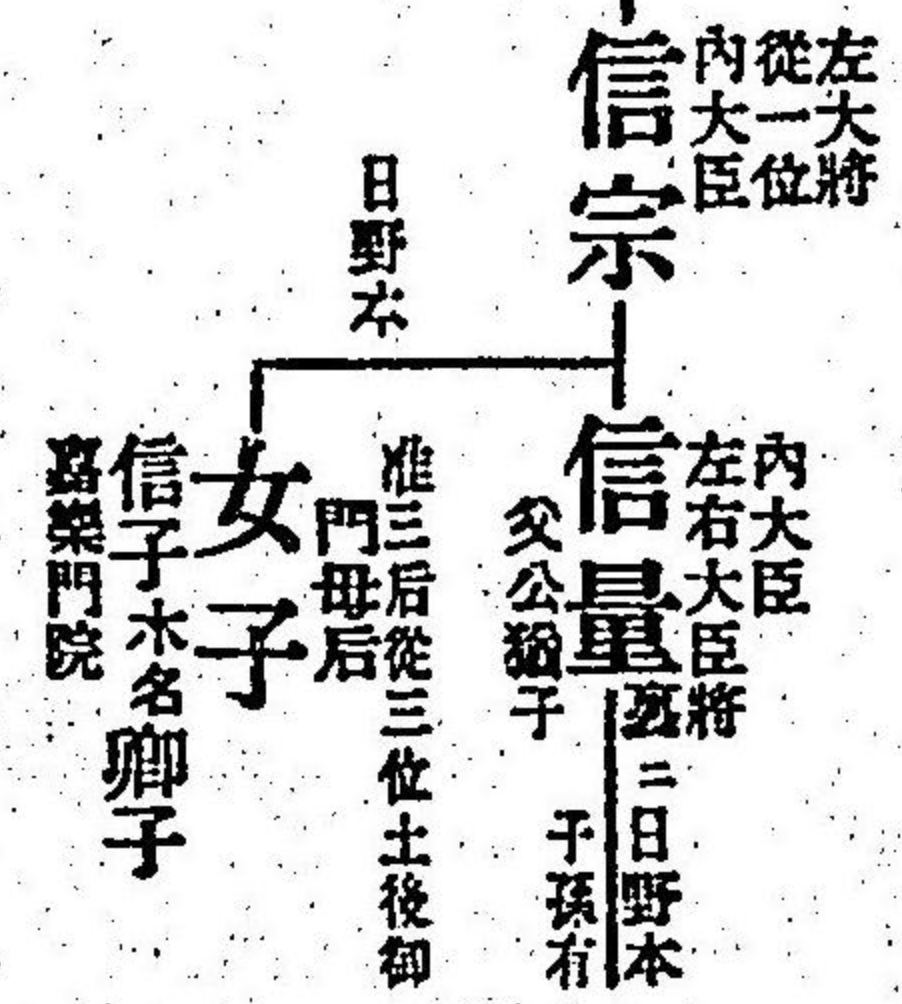 左大將
從一位
內大臣
信宗
內大臣
左右大臣將
信量
ニ日野本
子孫有
父公猶子
日野本
准三后從三位土後御
門母后
女子
信子本名卿子
嘉樂門院